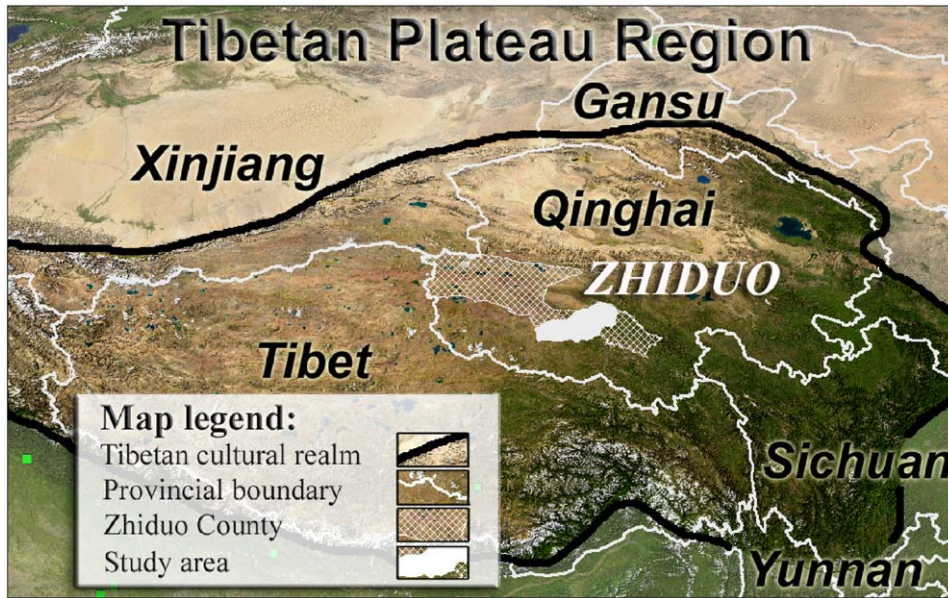 Tibetan Plateau Region
Gansu
Xinjiang
Qinghai
ZHIDUO
Tibet
Map legend:
Tibetan cultural realm
Provincial boundary
Zhiduo County
Study area
Sichuan
Yunnan